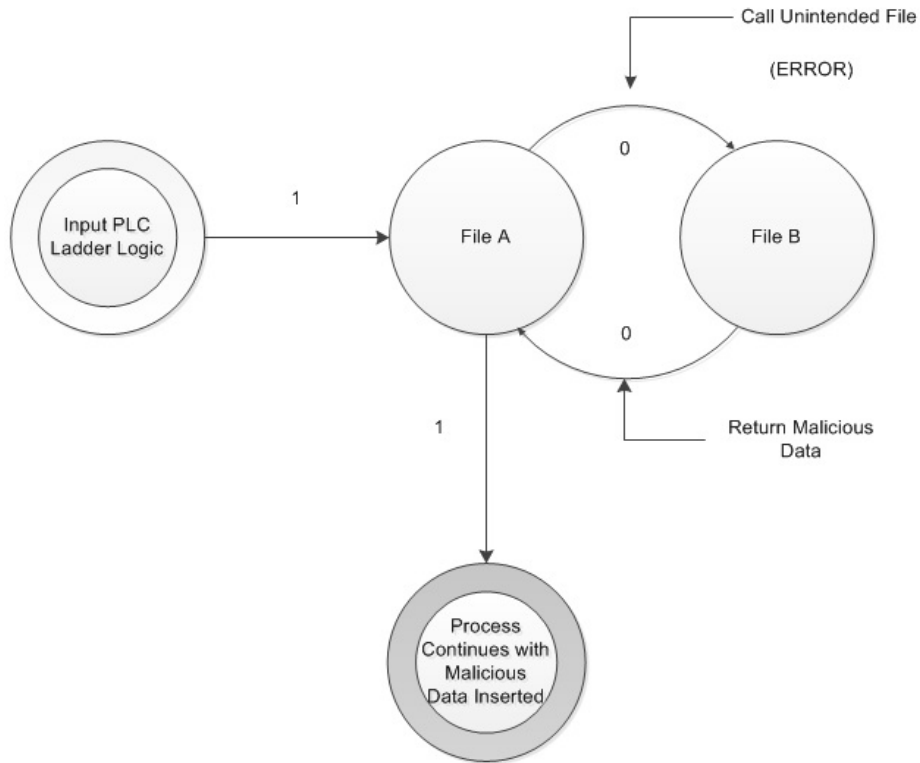 Call Unintended File
(ERROR)
0
1
Input PLC
Ladder Logic
File A
File B
0
1
Return Malicious
Data
Process
Continues with
Malicious
Data Inserted